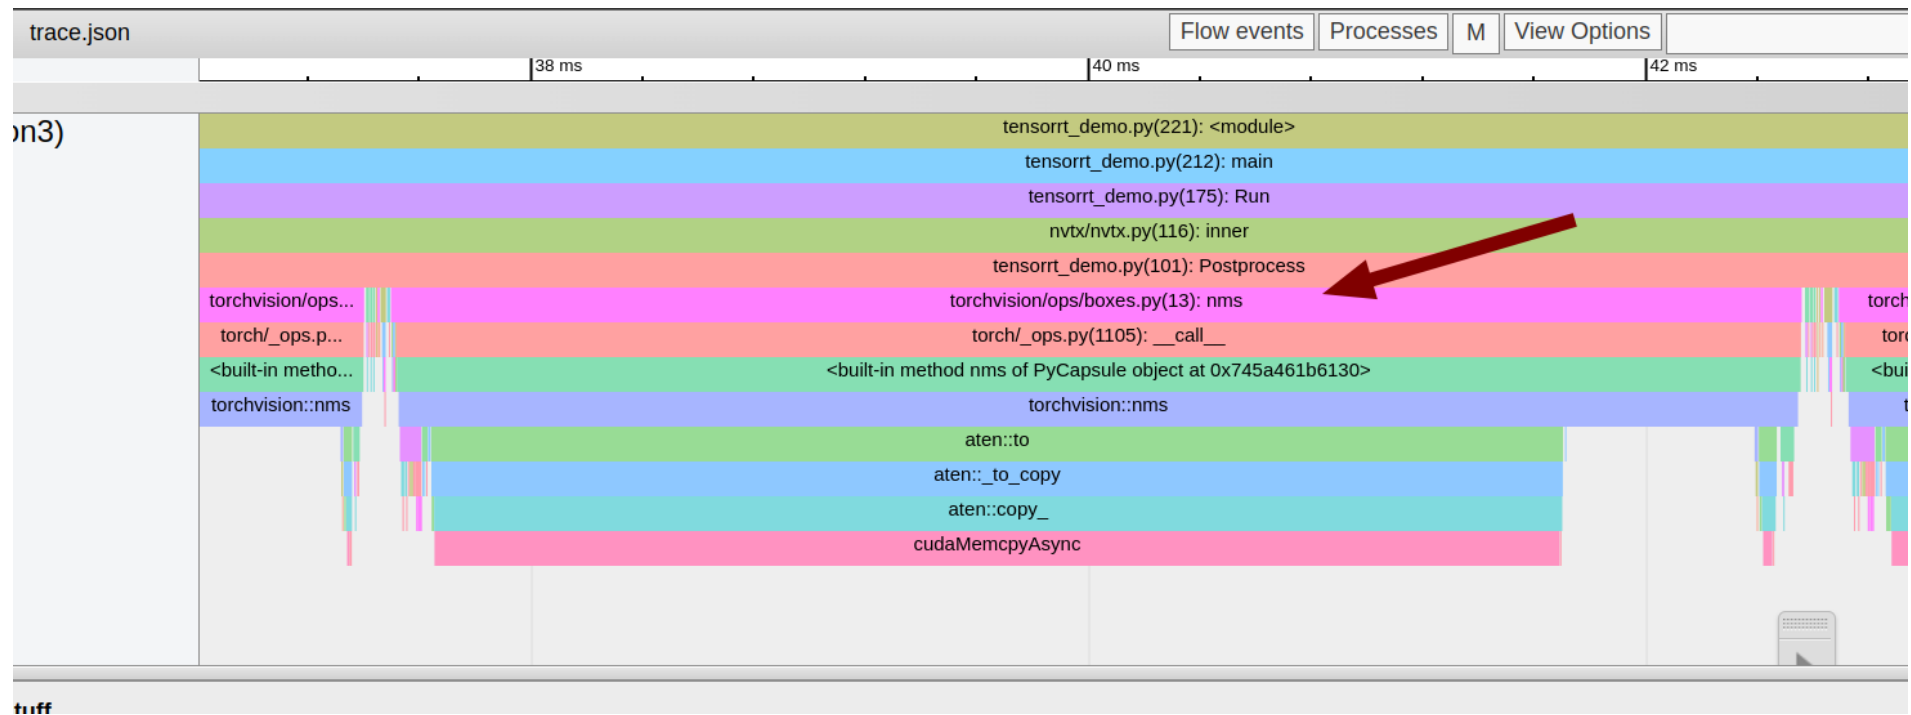 trace.json Flow events Processes M View Options
38 ms 40 ms 42 ms
on3)
tensorrt_demo.py(221): <module>
tensorrt_demo.py(212): main
tensorrt_demo.py(175): Run
nvtx/nvtx.py(116): inner
tensorrt_demo.py(101): Postprocess
torchvision/ops... torchvision/ops/boxes.py(13): nms torch
torch/_ops.p... torch/_ops.py(1105): __call__ torc
<built-in metho... <built-in method nms of PyCapsule object at 0x745a461b6130> <bui
torchvision::nms torchvision::nms t
aten::to
aten::_to_copy
aten::copy_
cudaMemcpyAsync
tuff